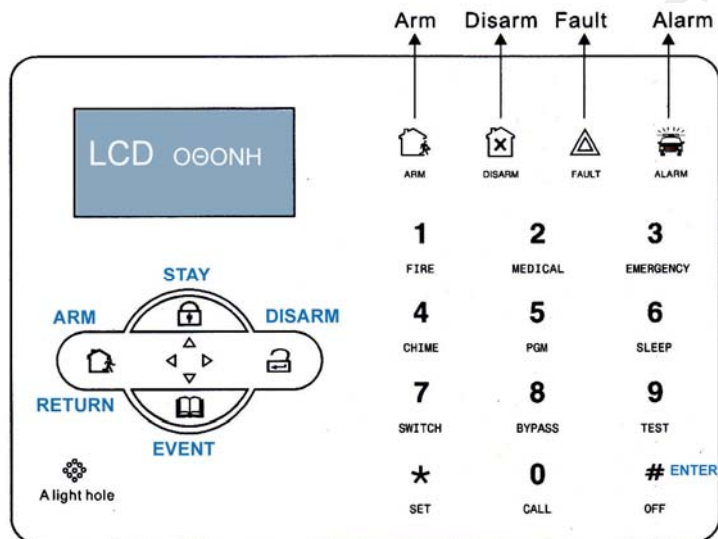 Arm Disarm Fault Alarm
LCD ΟΘΟΝΗ
ARM DISARM FAULT ALARM
1 2 3
FIRE MEDICAL EMERGENCY
STAY
ARM DISARM
4 5 6
CHIME PGM SLEEP
RETURN
7 8 9
SWITCH BYPASS TEST
EVENT
* 0 # ENTER
A light hole
SET CALL OFF